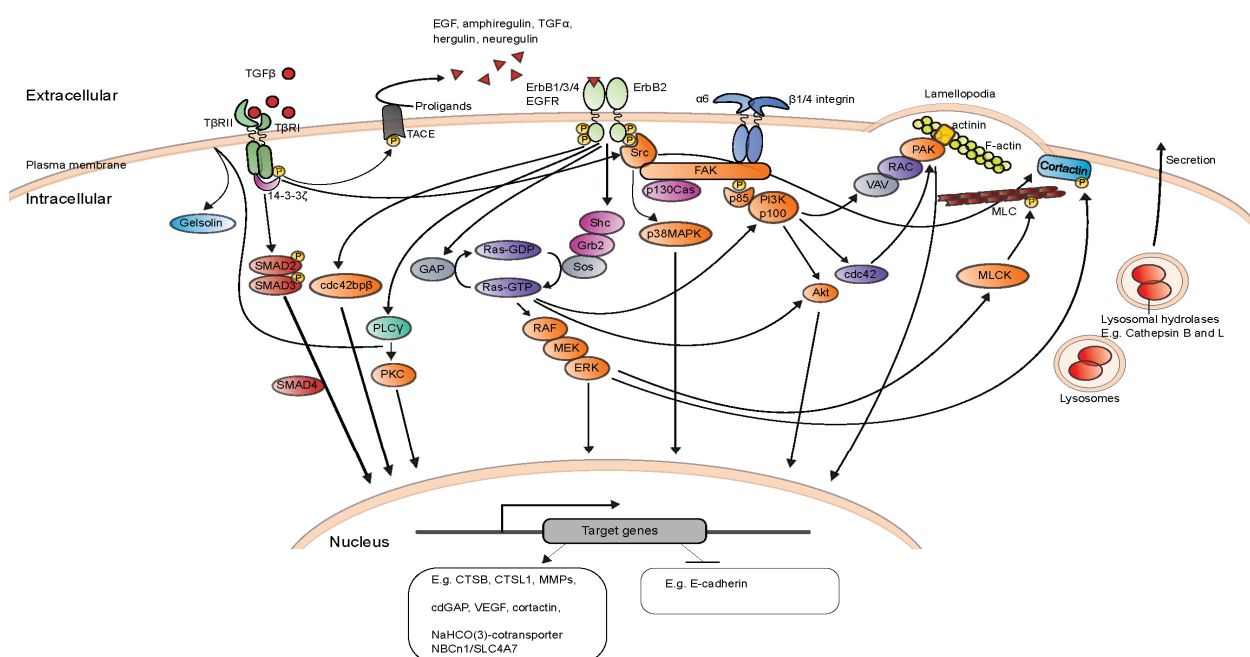 EGF, amphiregulin, TGFα,
hergulin, neuregulin
TGFβ
Extracellular
ErbB1/3/4
EGFR
ErbB2
α6
β1/4 integrin
Lamellopodia
Proligands
TβRII
TβRI
TACE
P
P
P
P
P
actinin
F-actin
Plasma membrane
Intracellular
P
14-3-3ζ
Src
FAK
PAK
RAC
VAV
Cortactin
P
Secretion
p130Cas
P
p85
PI3K
p100
MLC
P
Gelsolin
Shc
Grb2
Sos
p38MAPK
SMAD2
P
SMAD3
P
cdc42bpβ
GAP
Ras-GDP
Ras-GTP
cdc42
Akt
MLCK
Lysosomal hydrolases
E.g. Cathepsin B and L
PLCγ
RAF
MEK
ERK
PKC
SMAD4
Lysosomes
Nucleus
Target genes
E.g. CTSB, CTSL1, MMPs,
cdGAP, VEGF, cortactin,
NaHCO(3)-cotransporter
NBCn1/SLC4A7
E.g. E-cadherin